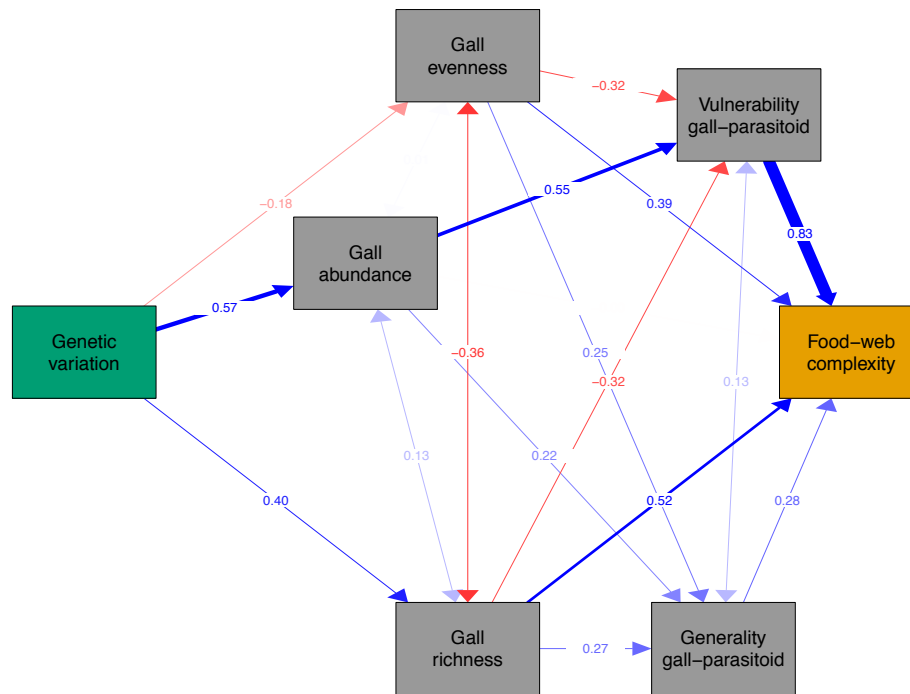 Gall
evenness
−0.32
Vulnerability
gall−parasitoid
−0.18
0.55
0.39
0.83
Gall
abundance
0.57
Genetic
variation
−0.36
0.25
−0.32
0.13
Food−web
complexity
0.13
0.22
0.40
0.52
0.28
Gall
richness
0.27
Generality
gall−parasitoid